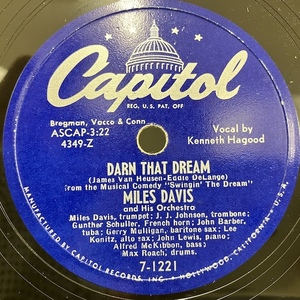 Capitol
REG. U.S. PAT. OFF
Bregman, Vocco & Conn
ASCAP-3:22
4349-Z
Vocal by
Kenneth Hagood
DARN THAT DREAM
(James Van Heusen-Eddie DeLange)
From the Musical Comedy "Swingin' The Dream"
MILES DAVIS
and His Orchestra
Miles Davis, trumpet; J. J. Johnson, trombone;
Gunther Schuller, French horn; John Barber,
tuba; Gerry Mulligan, baritone sax; Lee
Konitz, alto sax; John Lewis, piano;
Alfred McKibbon, bass;
Max Roach, drums.
7-1221
MANUFACTURED BY CAPITOL RECORDS, INC. • HOLLYWOOD, CALIF. U.S.A.